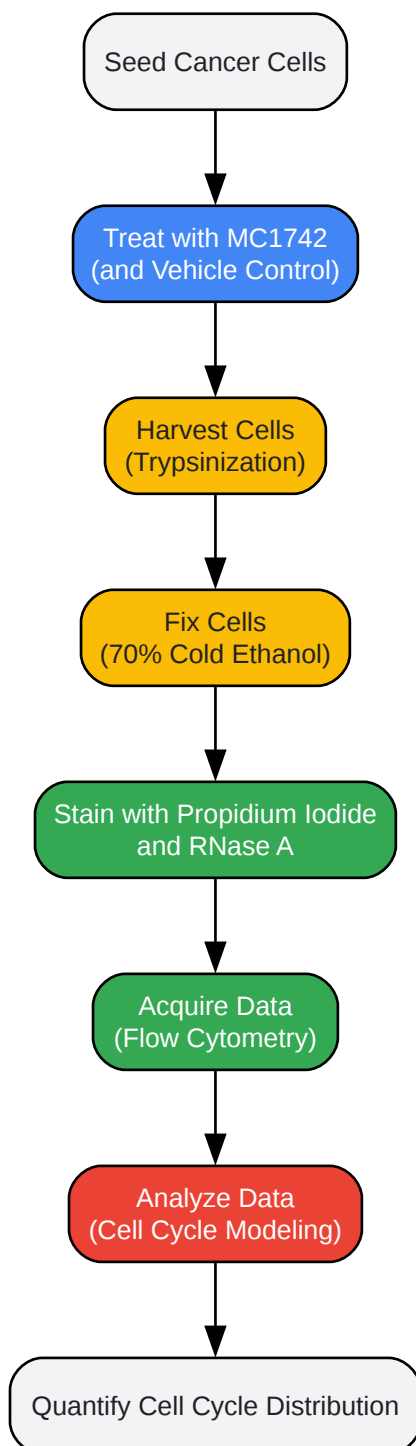 Seed Cancer Cells
Treat with MC1742
(and Vehicle Control)
Harvest Cells
(Trypsinization)
Fix Cells
(70% Cold Ethanol)
Stain with Propidium Iodide
and RNase A
Acquire Data
(Flow Cytometry)
Analyze Data
(Cell Cycle Modeling)
Quantify Cell Cycle Distribution